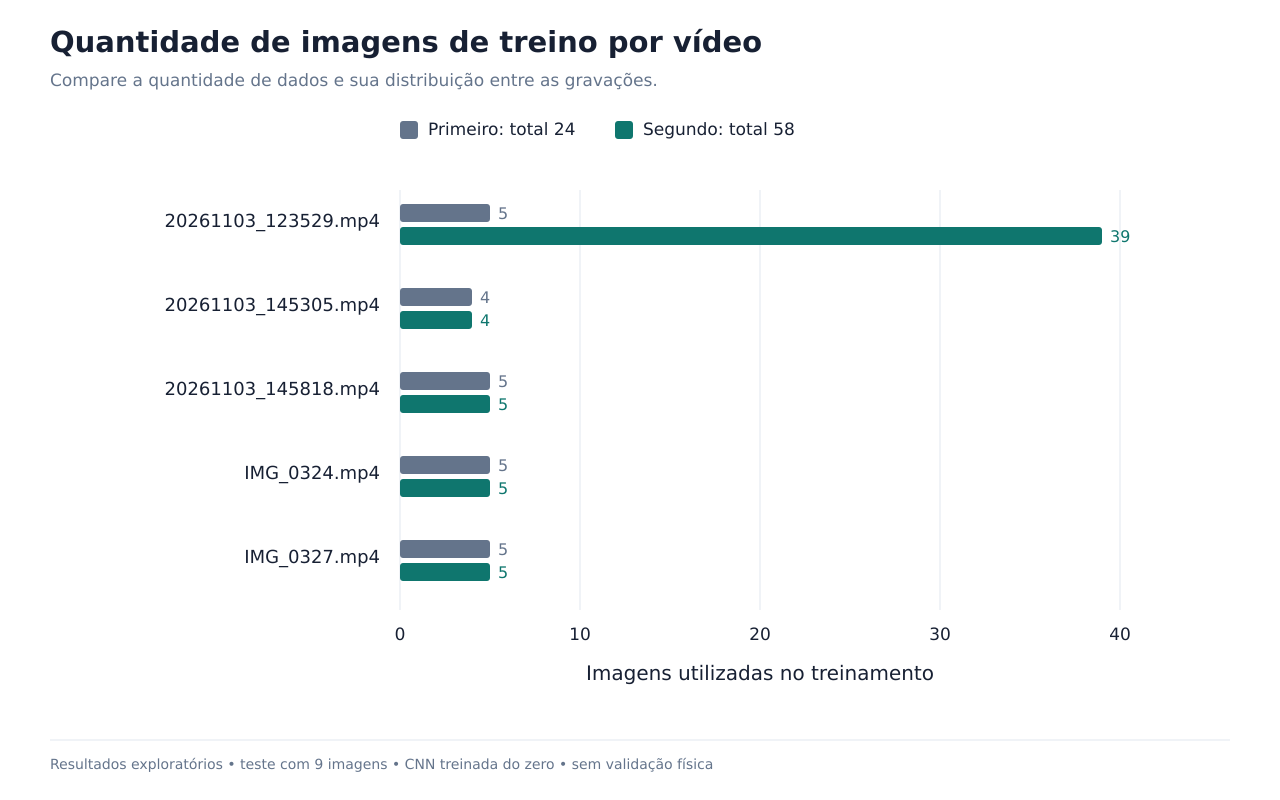 Quantidade de imagens de treino por vídeo
Compare a quantidade de dados e sua distribuição entre as gravações.
Primeiro: total 24
Segundo: total 58
20261103_123529.mp4
5
39
20261103_145305.mp4
4
4
20261103_145818.mp4
5
5
IMG_0324.mp4
5
5
IMG_0327.mp4
5
5
0 10 20 30 40
Imagens utilizadas no treinamento
Resultados exploratórios • teste com 9 imagens • CNN treinada do zero • sem validação física